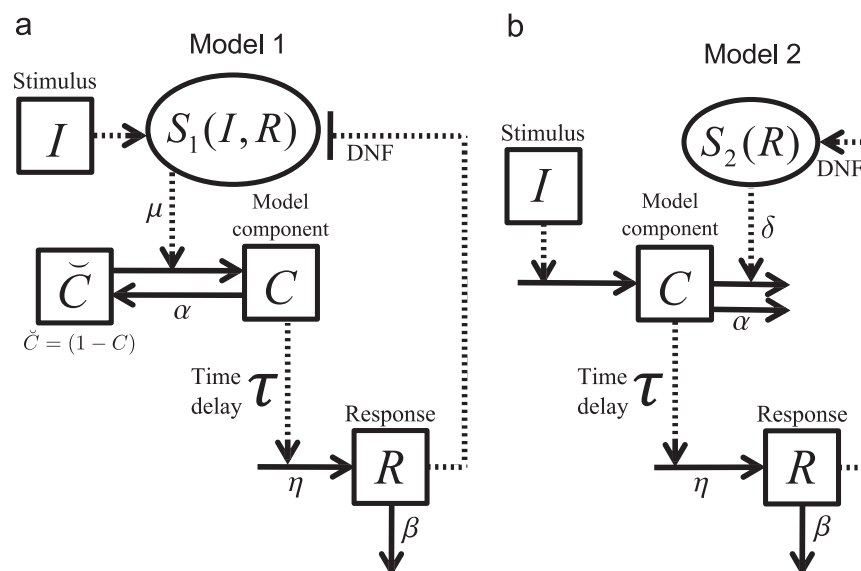 a
Model 1
Stimulus
I
S₁(I, R)
DNF
μ
Model
component
C̆
C
α
C̆ = (1 − C)
Time
delay τ
Response
R
η
β
b
Model 2
Stimulus
I
S₂(R)
DNF
Model
component
δ
C
α
Time
delay τ
Response
R
η
β